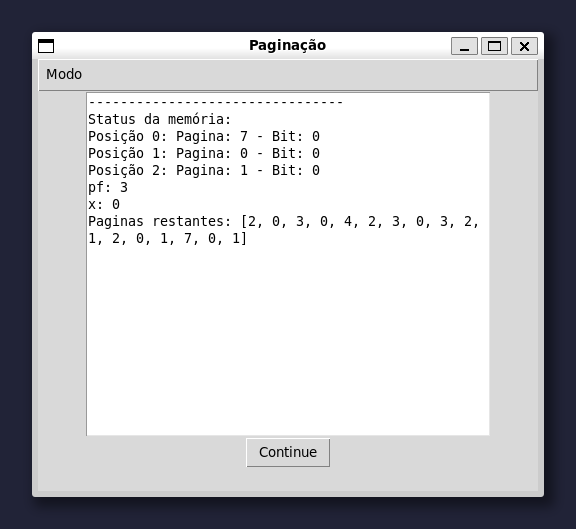 Paginação
Modo
--------------------------------
Status da memória:
Posição 0: Pagina: 7 - Bit: 0
Posição 1: Pagina: 0 - Bit: 0
Posição 2: Pagina: 1 - Bit: 0
pf: 3
x: 0
Paginas restantes: [2, 0, 3, 0, 4, 2, 3, 0, 3, 2,
1, 2, 0, 1, 7, 0, 1]
Continue